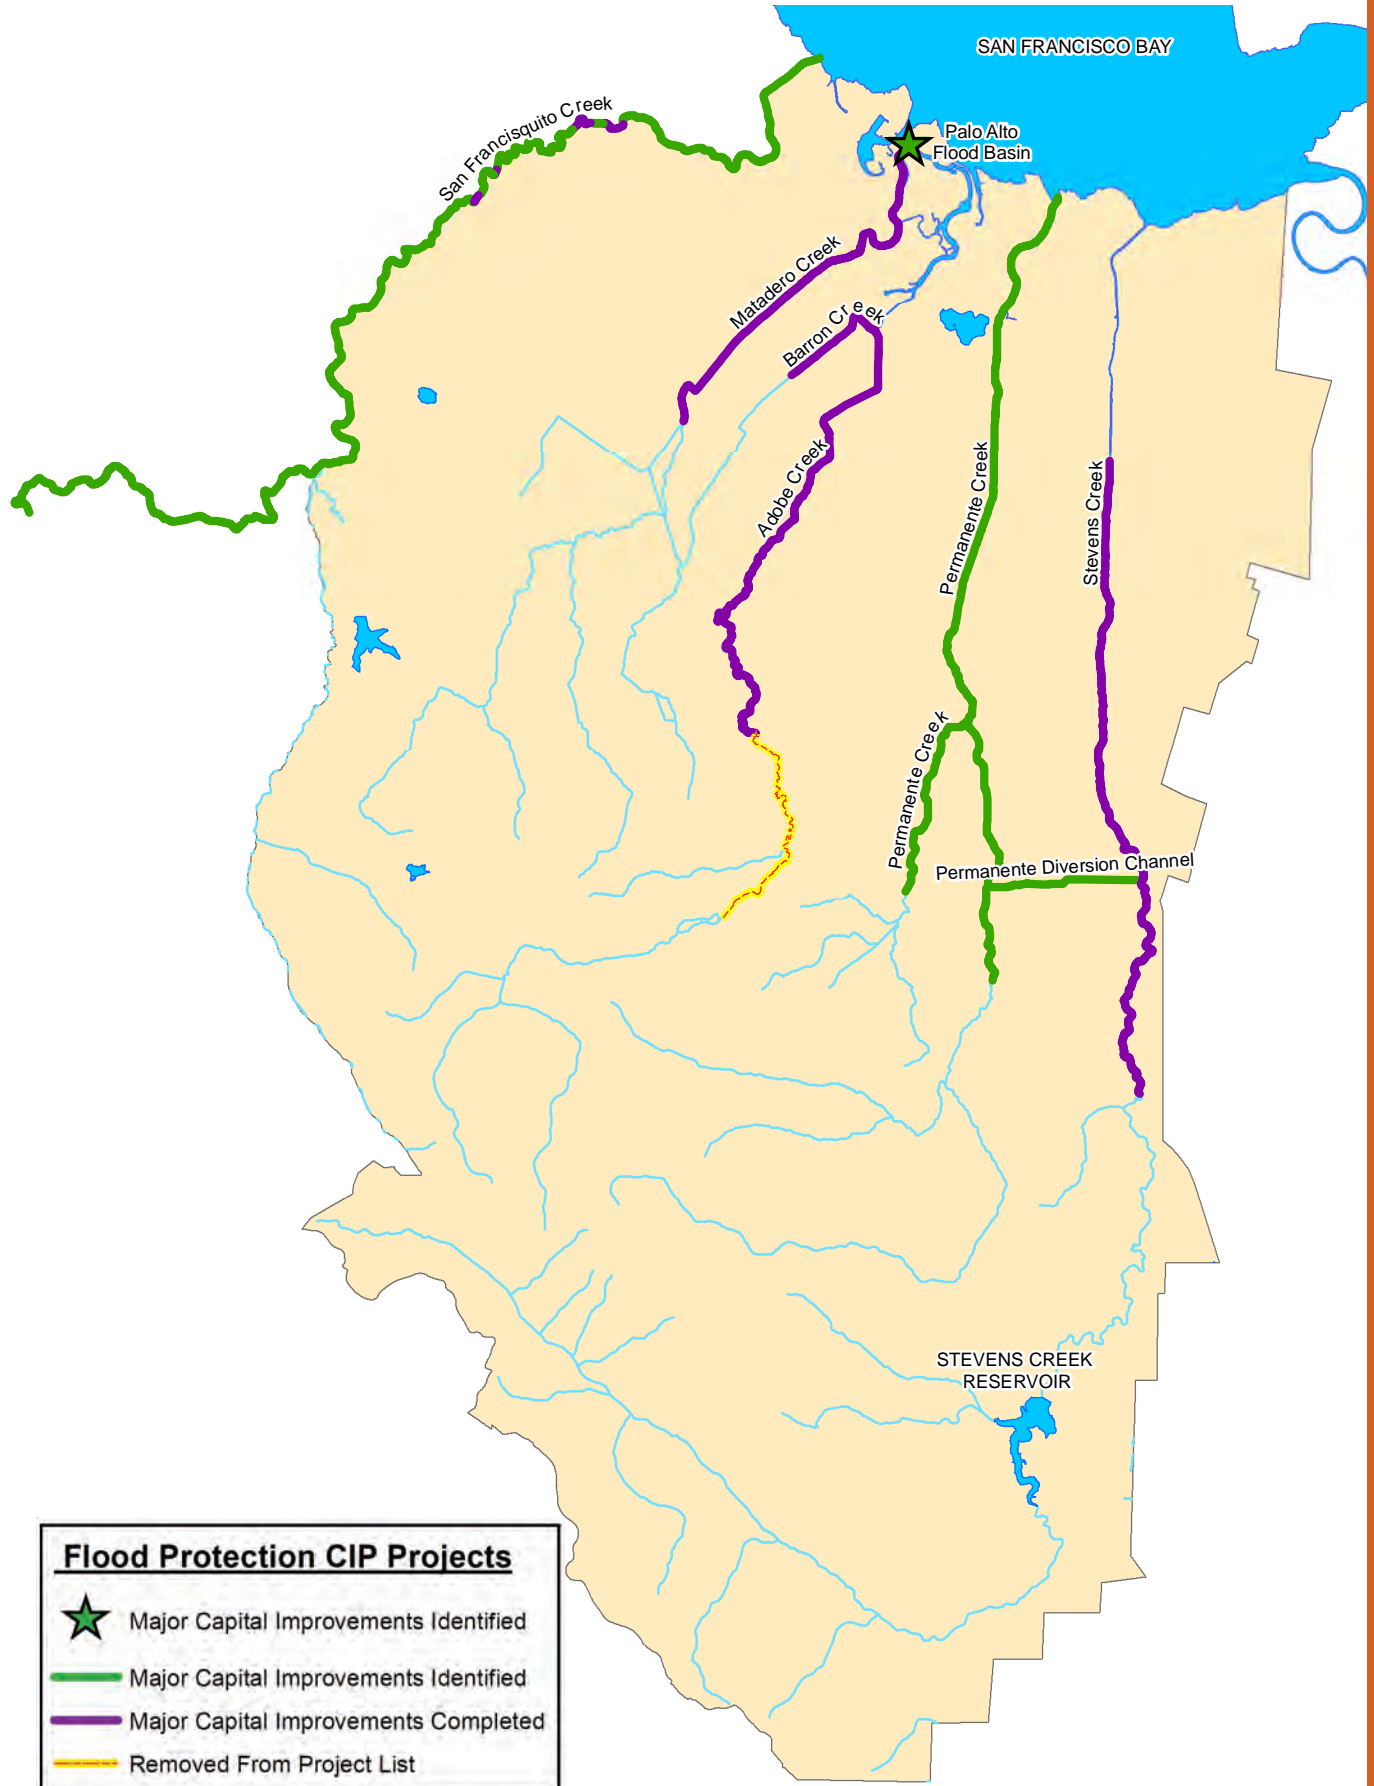 SAN FRANCISCO BAY
San Francisquito Creek
Palo Alto
Flood Basin
Matadero Creek
Barron Creek
Adobe Creek
Permanente Creek
Stevens Creek
Permanente Creek
Permanente Diversion Channel
STEVENS CREEK
RESERVOIR
Flood Protection CIP Projects
Major Capital Improvements Identified
Major Capital Improvements Identified
Major Capital Improvements Completed
Removed From Project List